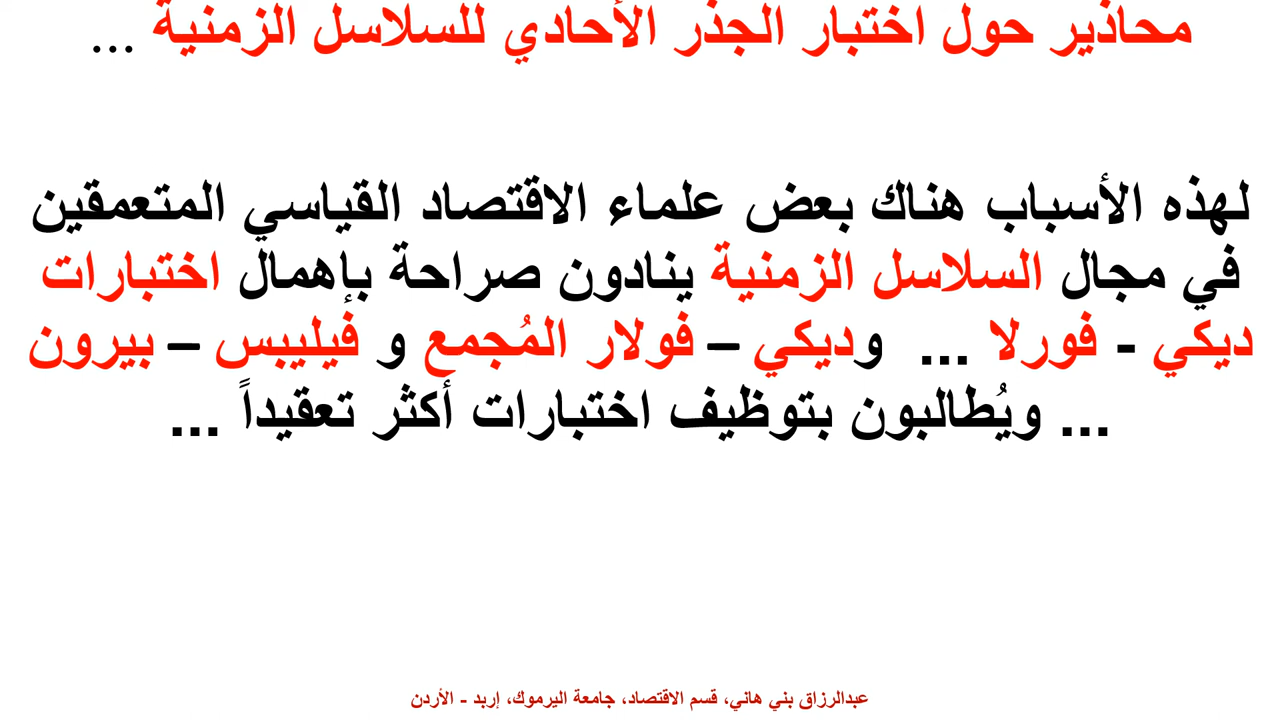 محاذير حول اختبار الجذر الأحادي للسلاسل الزمنية ...
لهذه الأسباب هناك بعض علماء الاقتصاد القياسي المتعمقين
في مجال السلاسل الزمنية ينادون صراحة بإهمال اختبارات
ديكي - فورلا ... وديكي – فولار المُجمع و فيليبس – بيرون
... ويُطالبون بتوظيف اختبارات أكثر تعقيداً ...
عبدالرزاق بني هاني، قسم الاقتصاد، جامعة اليرموك، إربد - الأردن